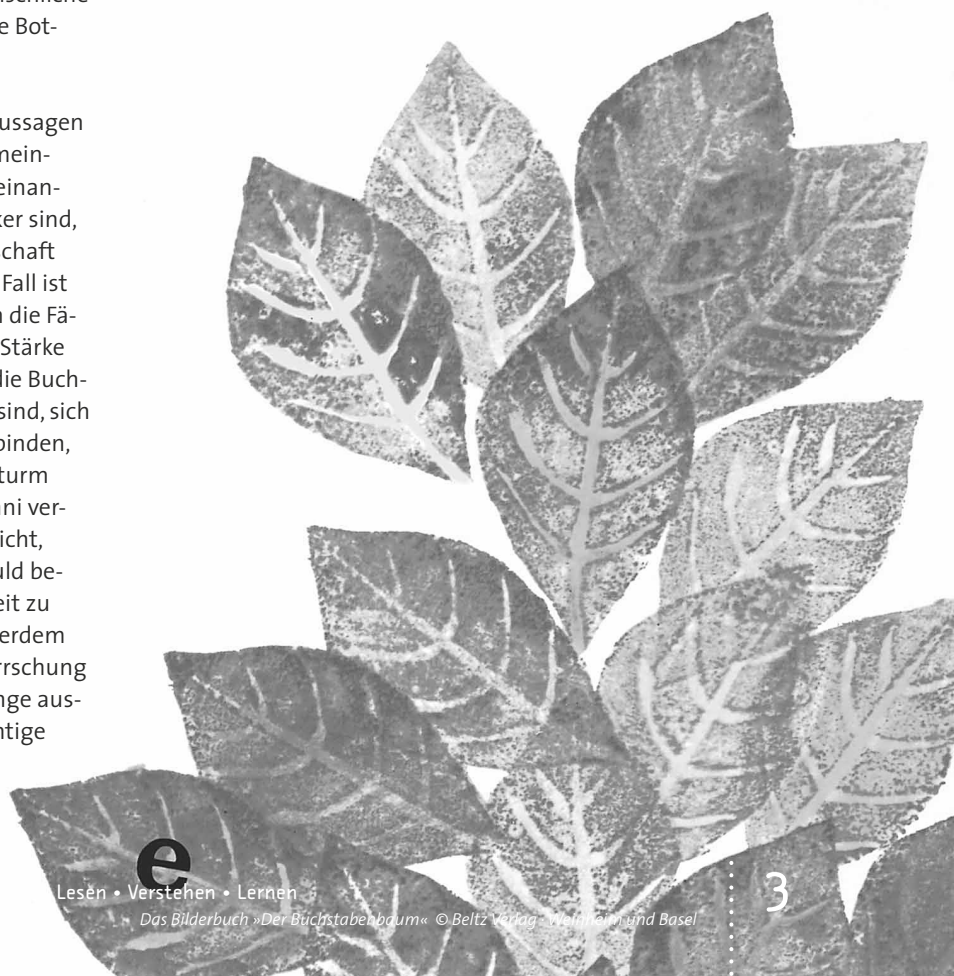 e Bot-
ussagen
mein-
einan-
ker sind,
schaft
Fall ist
n die Fä-
Stärke
die Buch-
sind, sich
binden,
turm
ni ver-
icht,
uld be-
eit zu
erdem
rrschung
nge aus-
htige
e
Lesen • Verstehen • Lernen
3
Das Bilderbuch »Der Buchstabenbaum« © Beltz Verlag · Weinheim und Basel